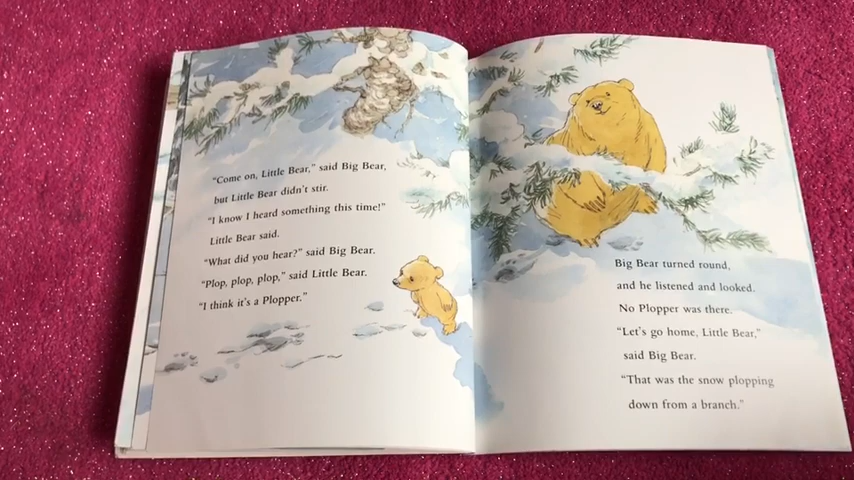 "Come on, Little Bear," said Big Bear,
but Little Bear didn't stir.
"I know I heard something this time!"
Little Bear said.
"What did you hear?" said Big Bear.
"Plop, plop, plop," said Little Bear.
"I think it's a Plopper."
Big Bear turned round,
and he listened and looked.
No Plopper was there.
"Let's go home, Little Bear,"
said Big Bear.
"That was the snow plopping
down from a branch."